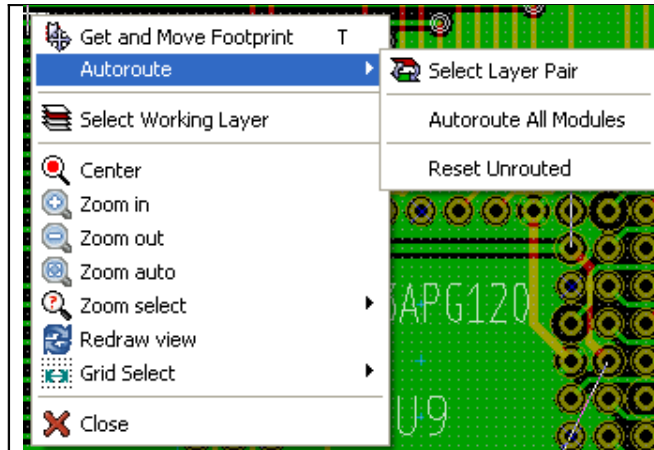 Get and Move Footprint T
Autoroute
Select Layer Pair
Select Working Layer
Autoroute All Modules
Reset Unrouted
Center
Zoom in
Zoom out
Zoom auto
Zoom select
Redraw view
Grid Select
Close
3APG120
U9